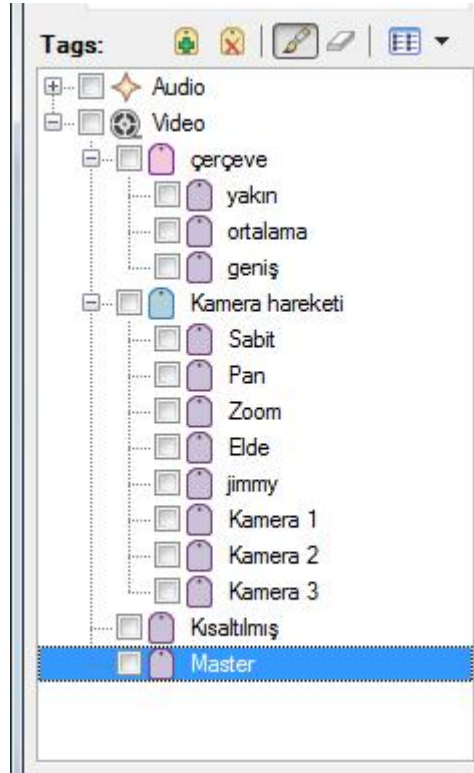 Tags:
Audio
Video
çerçeve
yakın
ortalama
geniş
Kamera hareketi
Sabit
Pan
Zoom
Elde
jimmy
Kamera 1
Kamera 2
Kamera 3
Kısaltılmış
Master